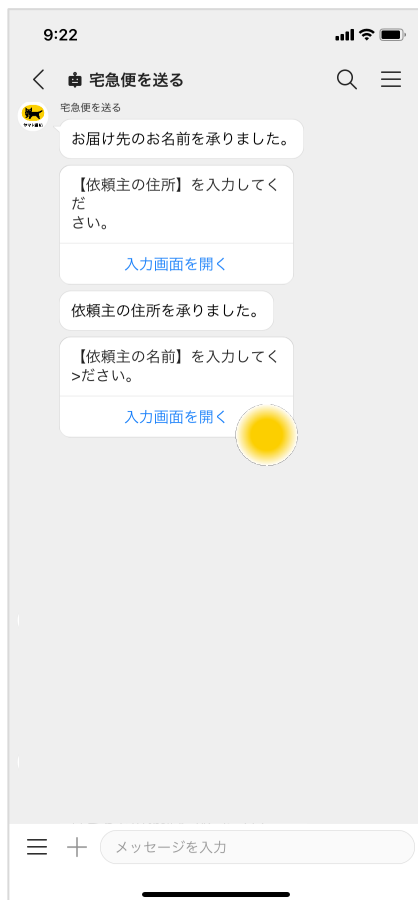 9:22
宅急便を送る
宅急便を送る
お届け先のお名前を承りました。
【依頼主の住所】を入力してく
だ
さい。
入力画面を開く
依頼主の住所を承りました。
【依頼主の名前】を入力してく
>ださい。
入力画面を開く
メッセージを入力